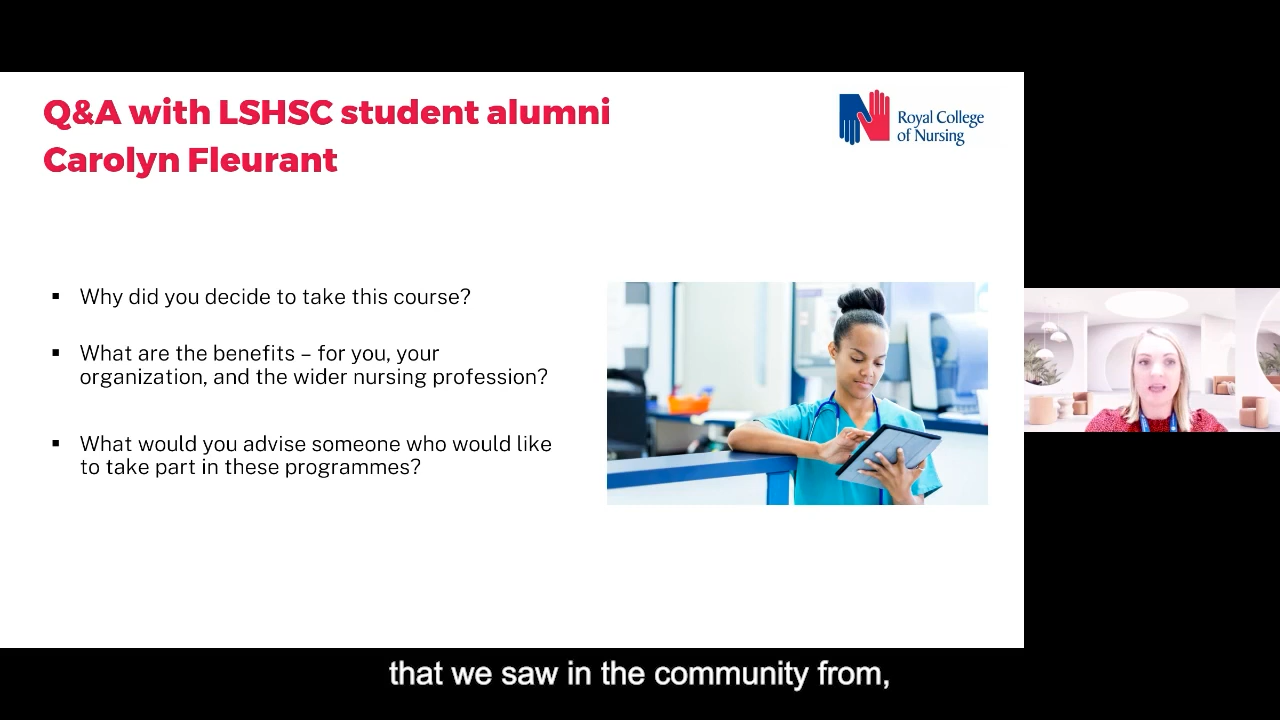 Q&A with LSHSC student alumni
Carolyn Fleurant
Royal College
of Nursing
▪ Why did you decide to take this course?
▪ What are the benefits – for you, your
organization, and the wider nursing profession?
▪ What would you advise someone who would like
to take part in these programmes?
that we saw in the community from,